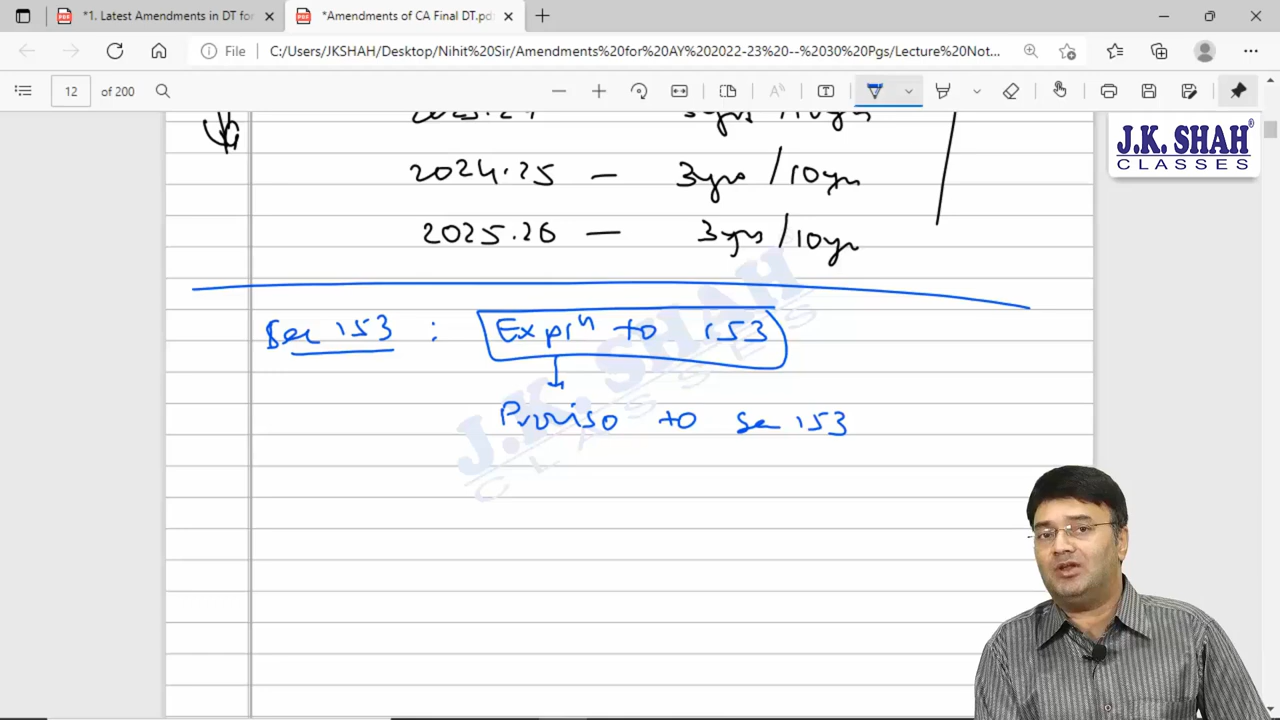 *1. Latest Amendments in DT for
*Amendments of CA Final DT.pd
File
C:/Users/JKSHAH/Desktop/Nihit%20Sir/Amendments%20for%20AY%202022-23%20--%2030%20Pgs/Lecture%20Not...
12 of 200
J.K. SHAH®
CLASSES
2024.25 — 3yrs / 10yrs
2025.26 — 3yrs / 10yrs
Sec 153 : Expln to 153
Proviso to Sec 153
J.K. SHAH
CLASSES